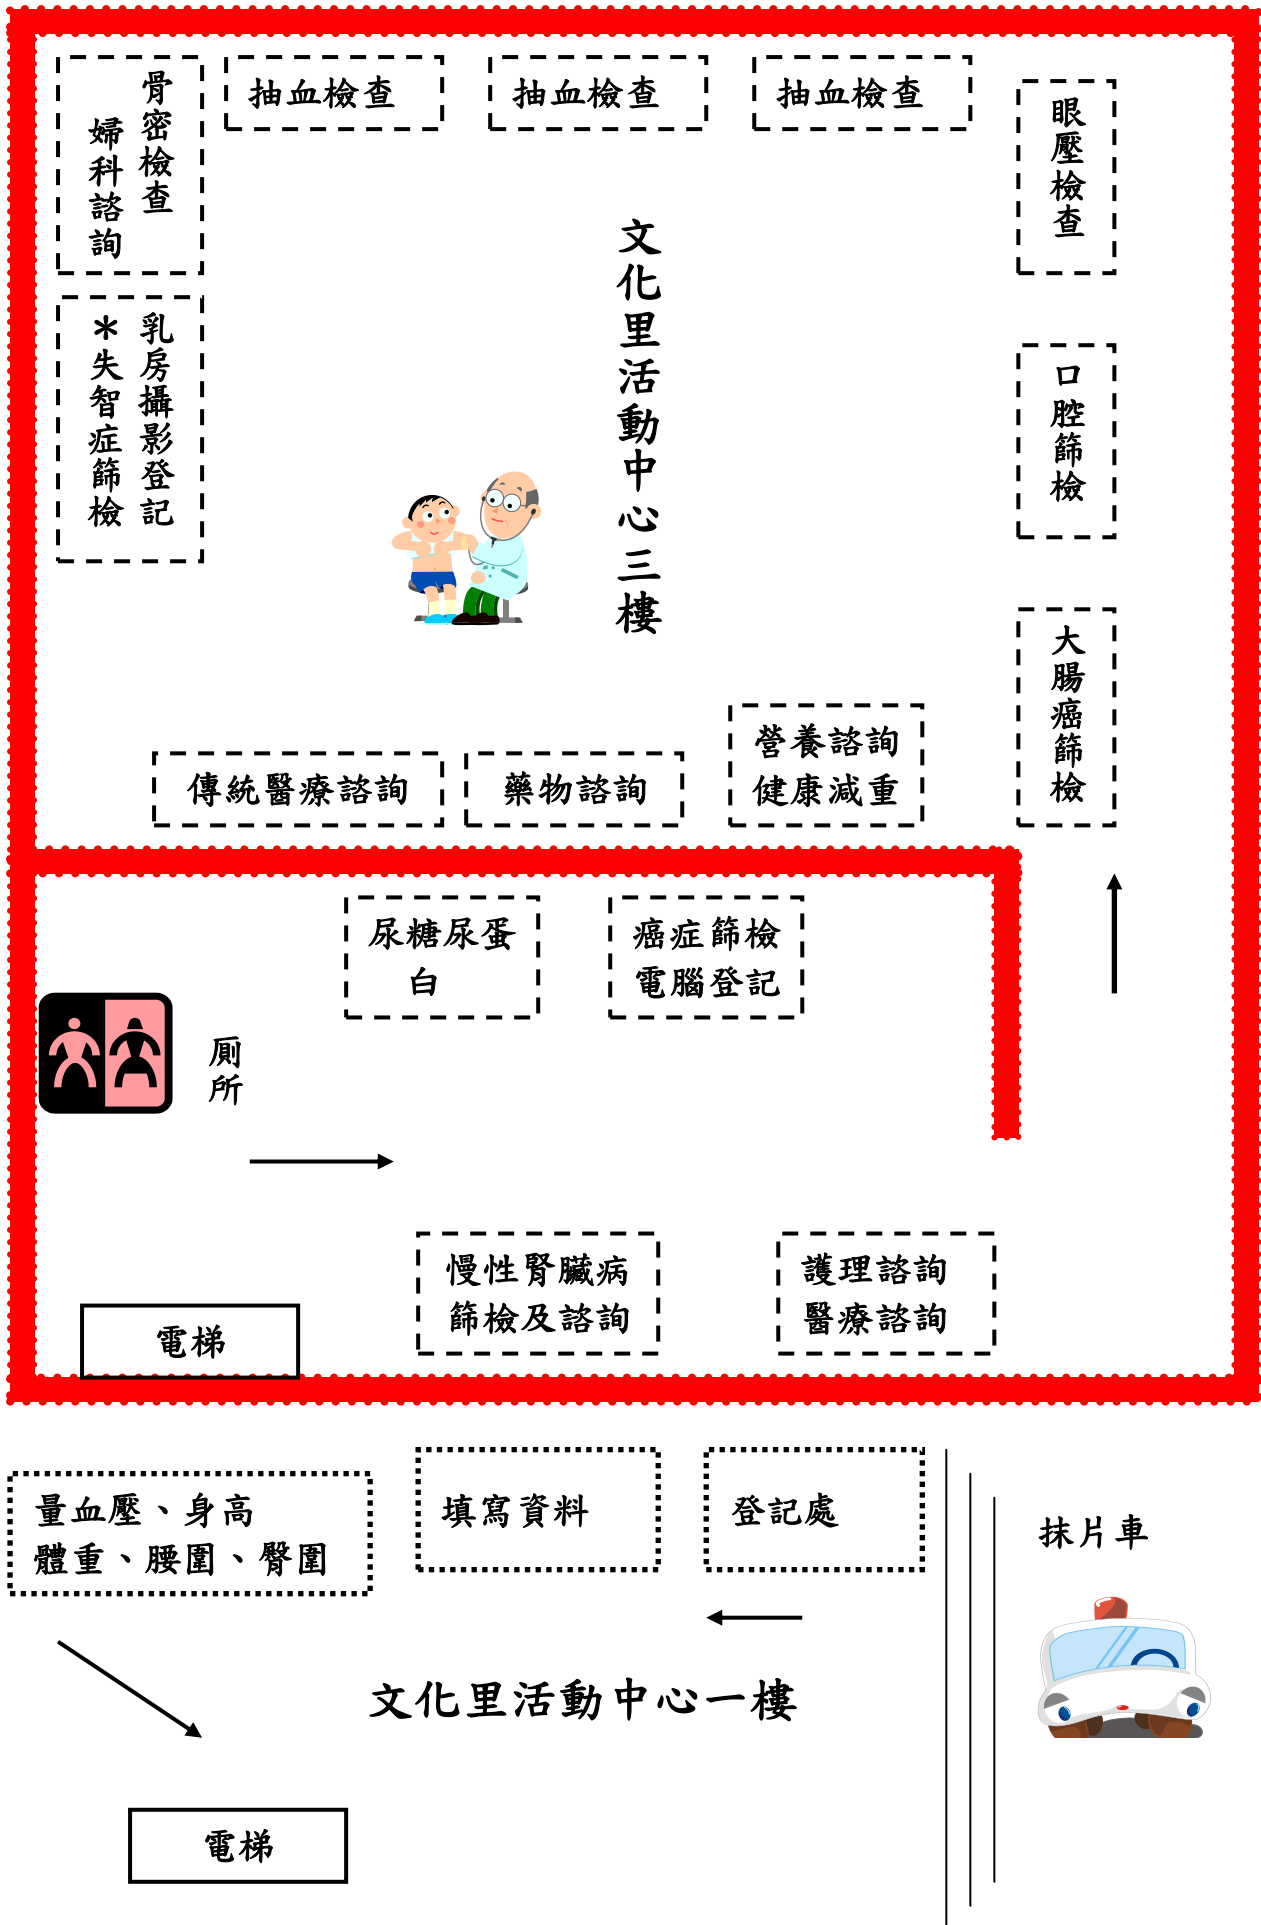 骨密檢查
婦科諮詢
抽血檢查
抽血檢查
抽血檢查
眼壓檢查
乳房攝影登記
＊失智症篩檢
文化里活動中心三樓
口腔篩檢
大腸癌篩檢
傳統醫療諮詢
藥物諮詢
營養諮詢
健康減重
尿糖尿蛋
白
癌症篩檢
電腦登記
厠所
慢性腎臟病
篩檢及諮詢
護理諮詢
醫療諮詢
電梯
量血壓、身高
體重、腰圍、臀圍
填寫資料
登記處
抹片車
文化里活動中心一樓
電梯